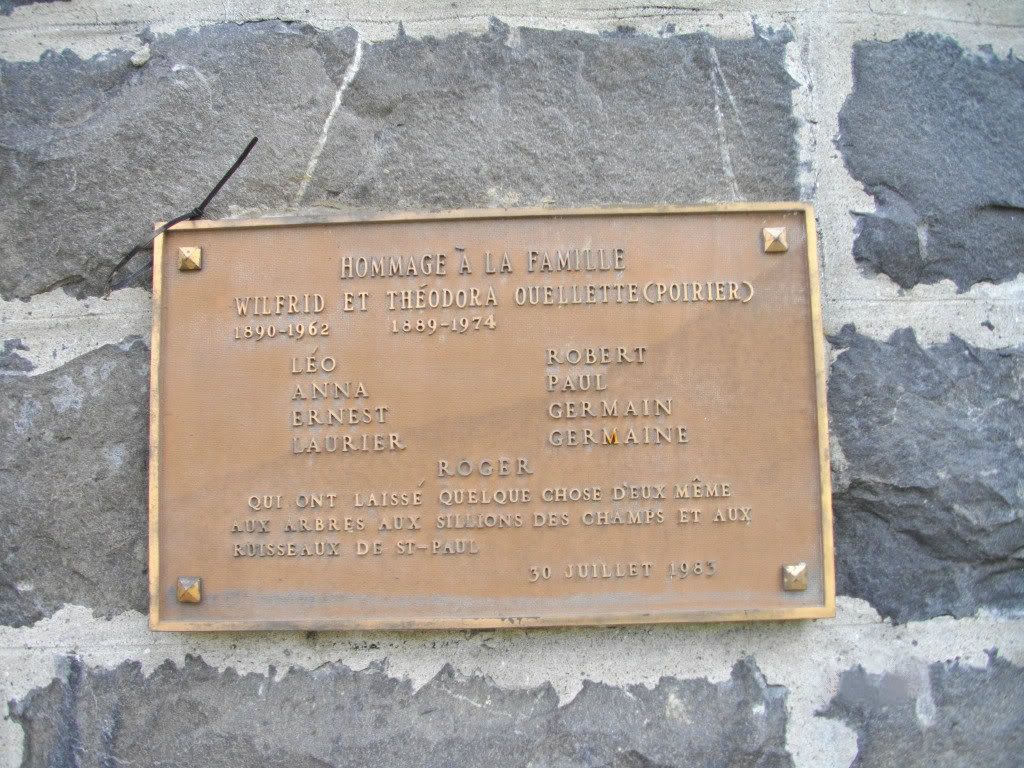 HOMMAGE À LA FAMILLE
WILFRID ET THÉODORA OUELLETTE(POIRIER)
1890-1962 1889-1974
LÉO ROBERT
ANNA PAUL
ERNEST GERMAIN
LAURIER GERMAINE
ROGER
QUI ONT LAISSÉ QUELQUE CHOSE D'EUX MÊME
AUX ARBRES AUX SILLIONS DES CHAMPS ET AUX
RUISSEAUX DE ST-PAUL
30 JUILLET 1983